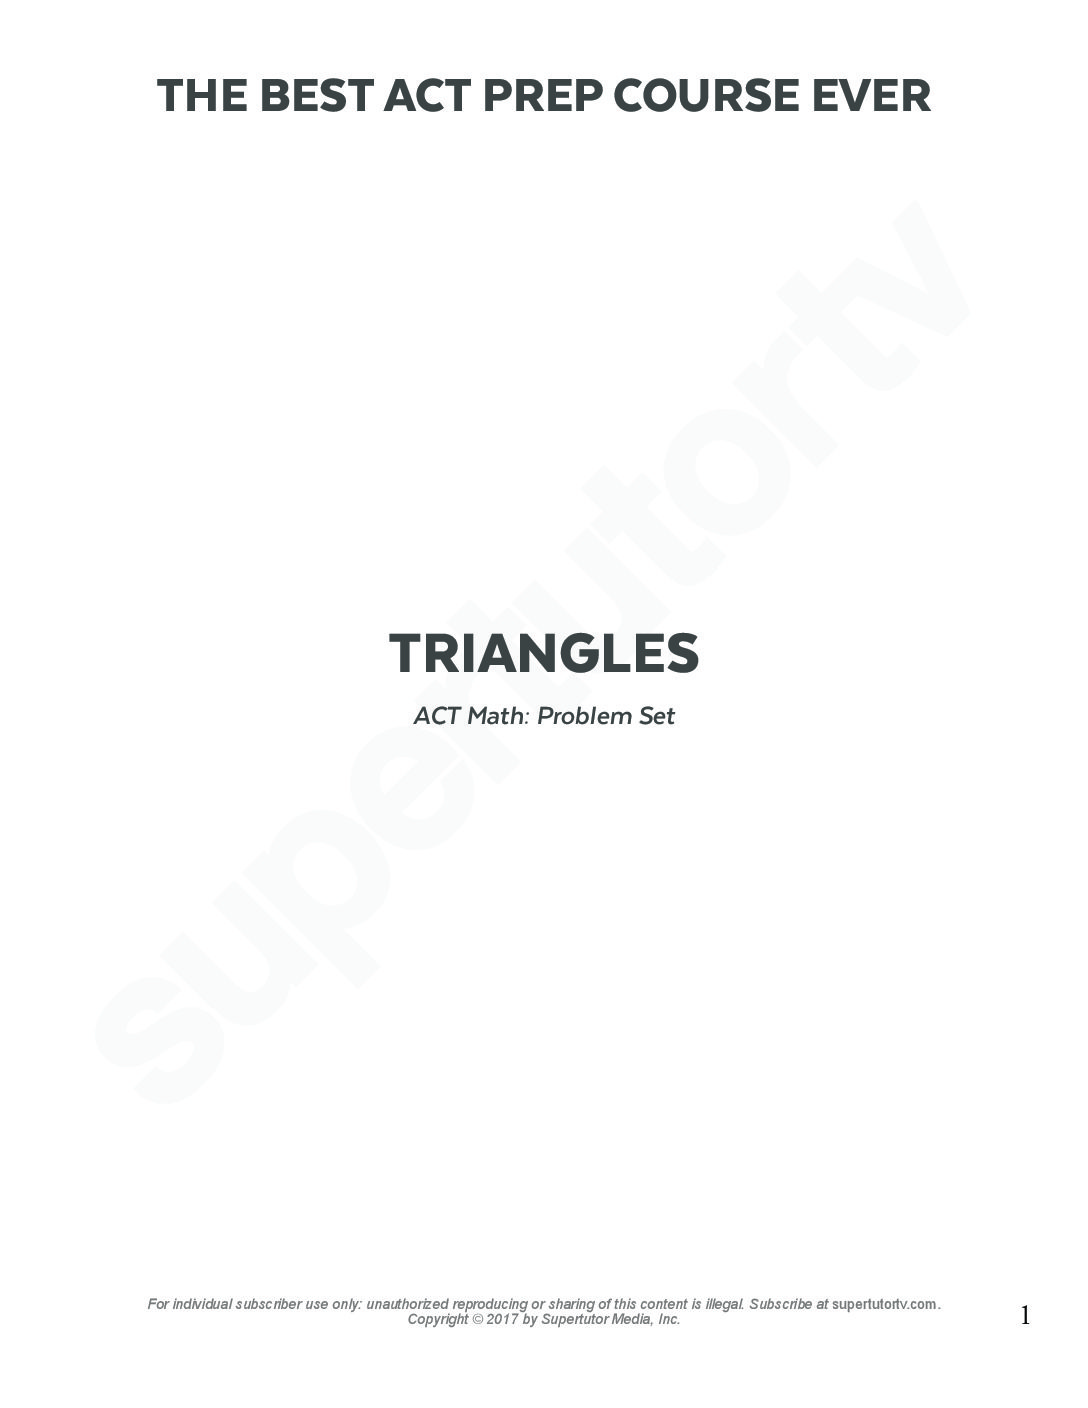 THE BEST ACT PREP COURSE EVER
supertutortv
TRIANGLES
ACT Math: Problem Set
For individual subscriber use only: unauthorized reproducing or sharing of this content is illegal. Subscribe at supertutortv.com.
Copyright © 2017 by Supertutor Media, Inc.
1